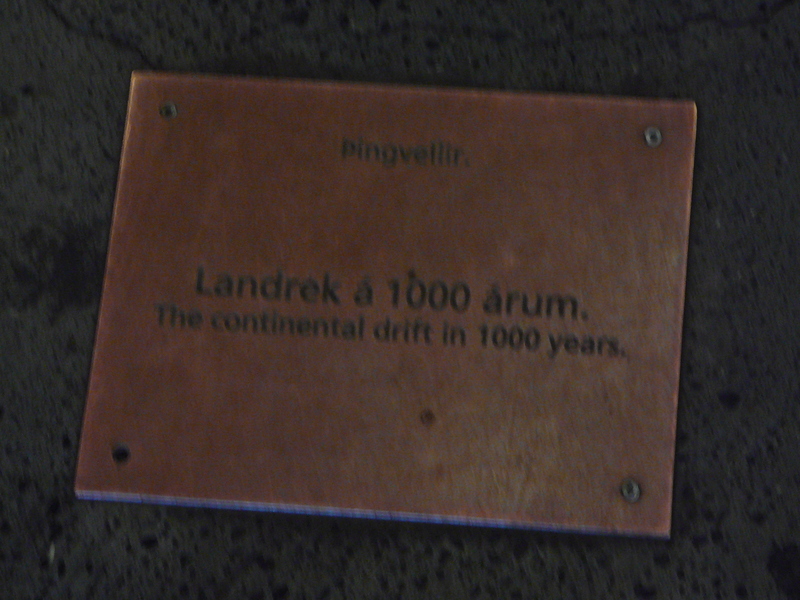 Þingvellir.
Landrek á 1000 árum.
The continental drift in 1000 years.